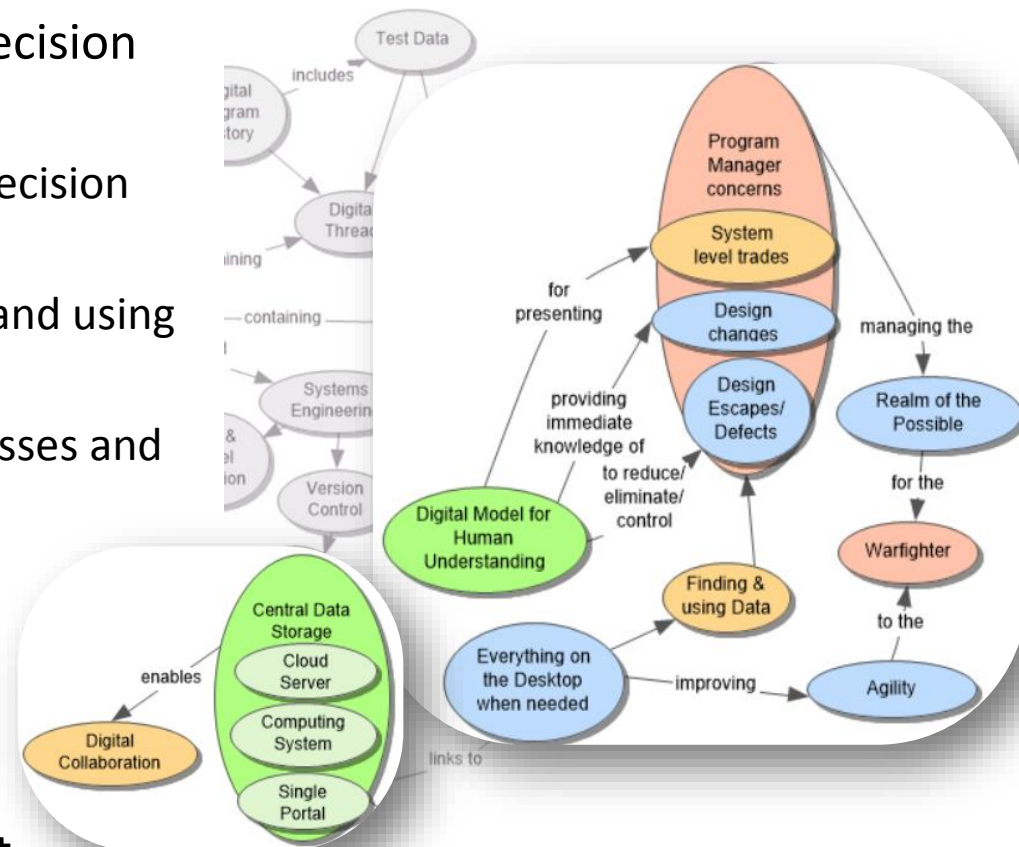 ecision
ecision
and using
sses and
Test Data
includes
gital
gram
tory
Digital
Thread
ining
containing
Systems
Engineering
&
el
ion
Version
Control
Program
Manager
concerns
System
level trades
Design
changes
Design
Escapes/
Defects
for
presenting
providing
immediate
knowledge of
to reduce/
eliminate/
control
managing the
Realm of the
Possible
for the
Warfighter
to the
Agility
Digital Model for
Human
Understanding
Finding &
using Data
Everything on
the Desktop
when needed
improving
links to
Central Data
Storage
Cloud
Server
Computing
System
Single
Portal
enables
Digital
Collaboration